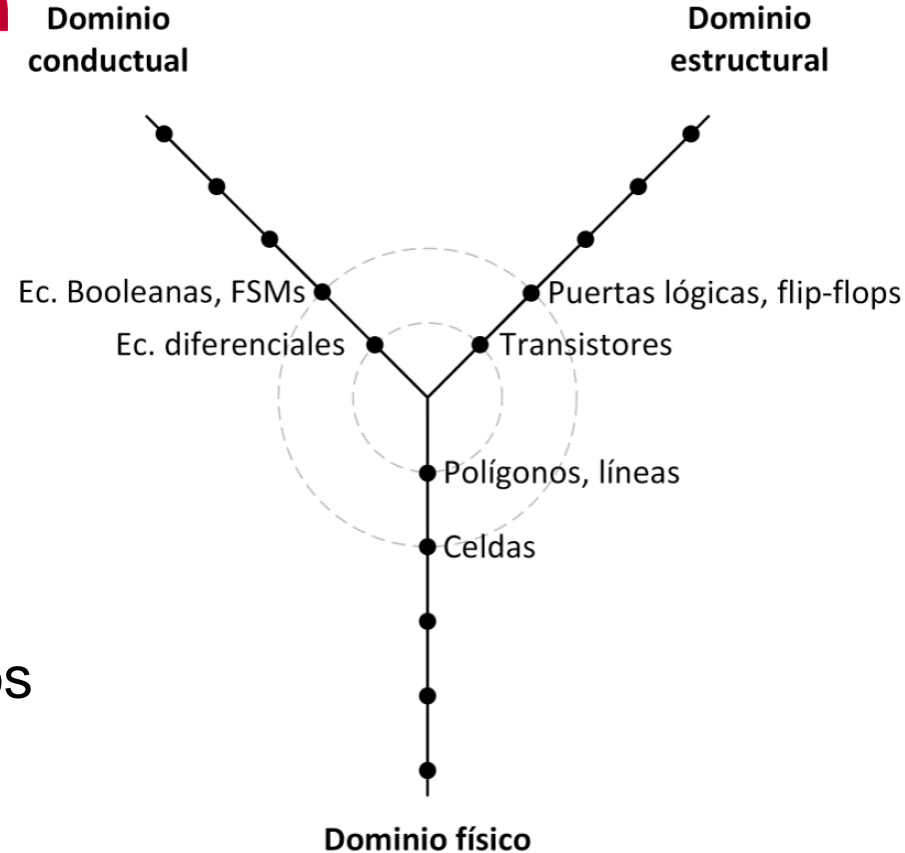 Dominio
conductual
Dominio
estructural
Ec. Booleanas, FSMs
Puertas lógicas, flip-flops
Ec. diferenciales
Transistores
Polígonos, líneas
Celdas
os
Dominio físico